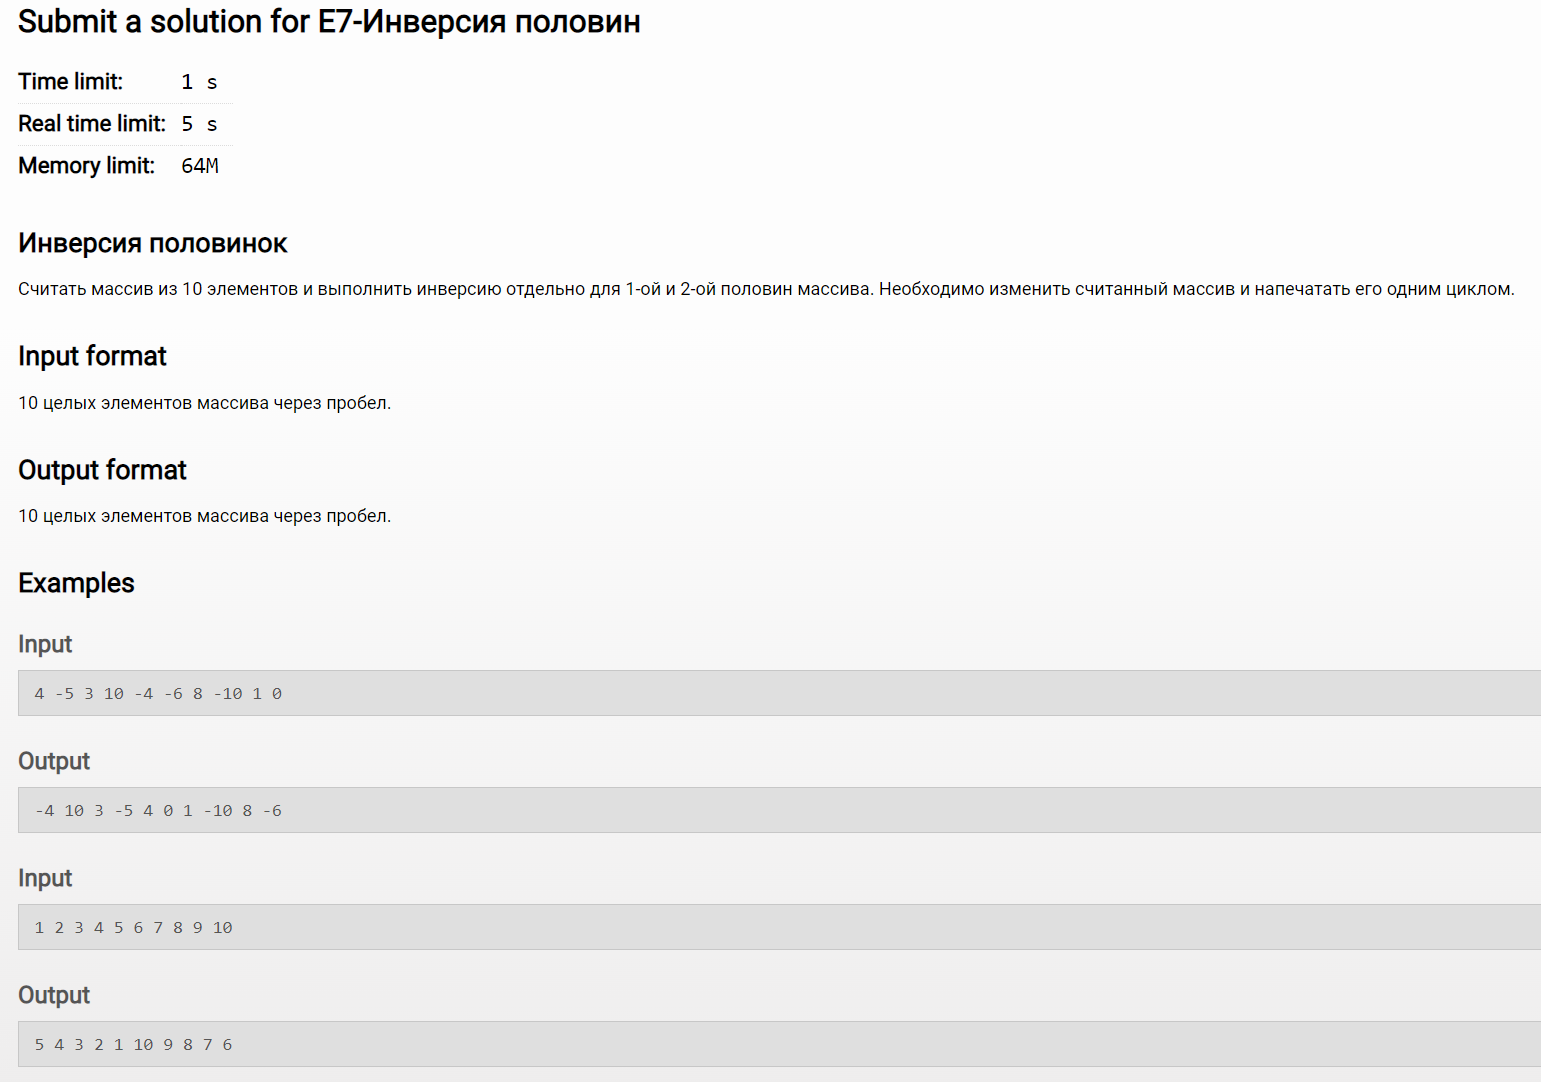 Submit a solution for E7-Инверсия половин
Time limit: 1 s
Real time limit: 5 s
Memory limit: 64M
Инверсия половинок
Считать массив из 10 элементов и выполнить инверсию отдельно для 1-ой и 2-ой половин массива. Необходимо изменить считанный массив и напечатать его одним циклом.
Input format
10 целых элементов массива через пробел.
Output format
10 целых элементов массива через пробел.
Examples
Input
4 -5 3 10 -4 -6 8 -10 1 0
Output
-4 10 3 -5 4 0 1 -10 8 -6
Input
1 2 3 4 5 6 7 8 9 10
Output
5 4 3 2 1 10 9 8 7 6